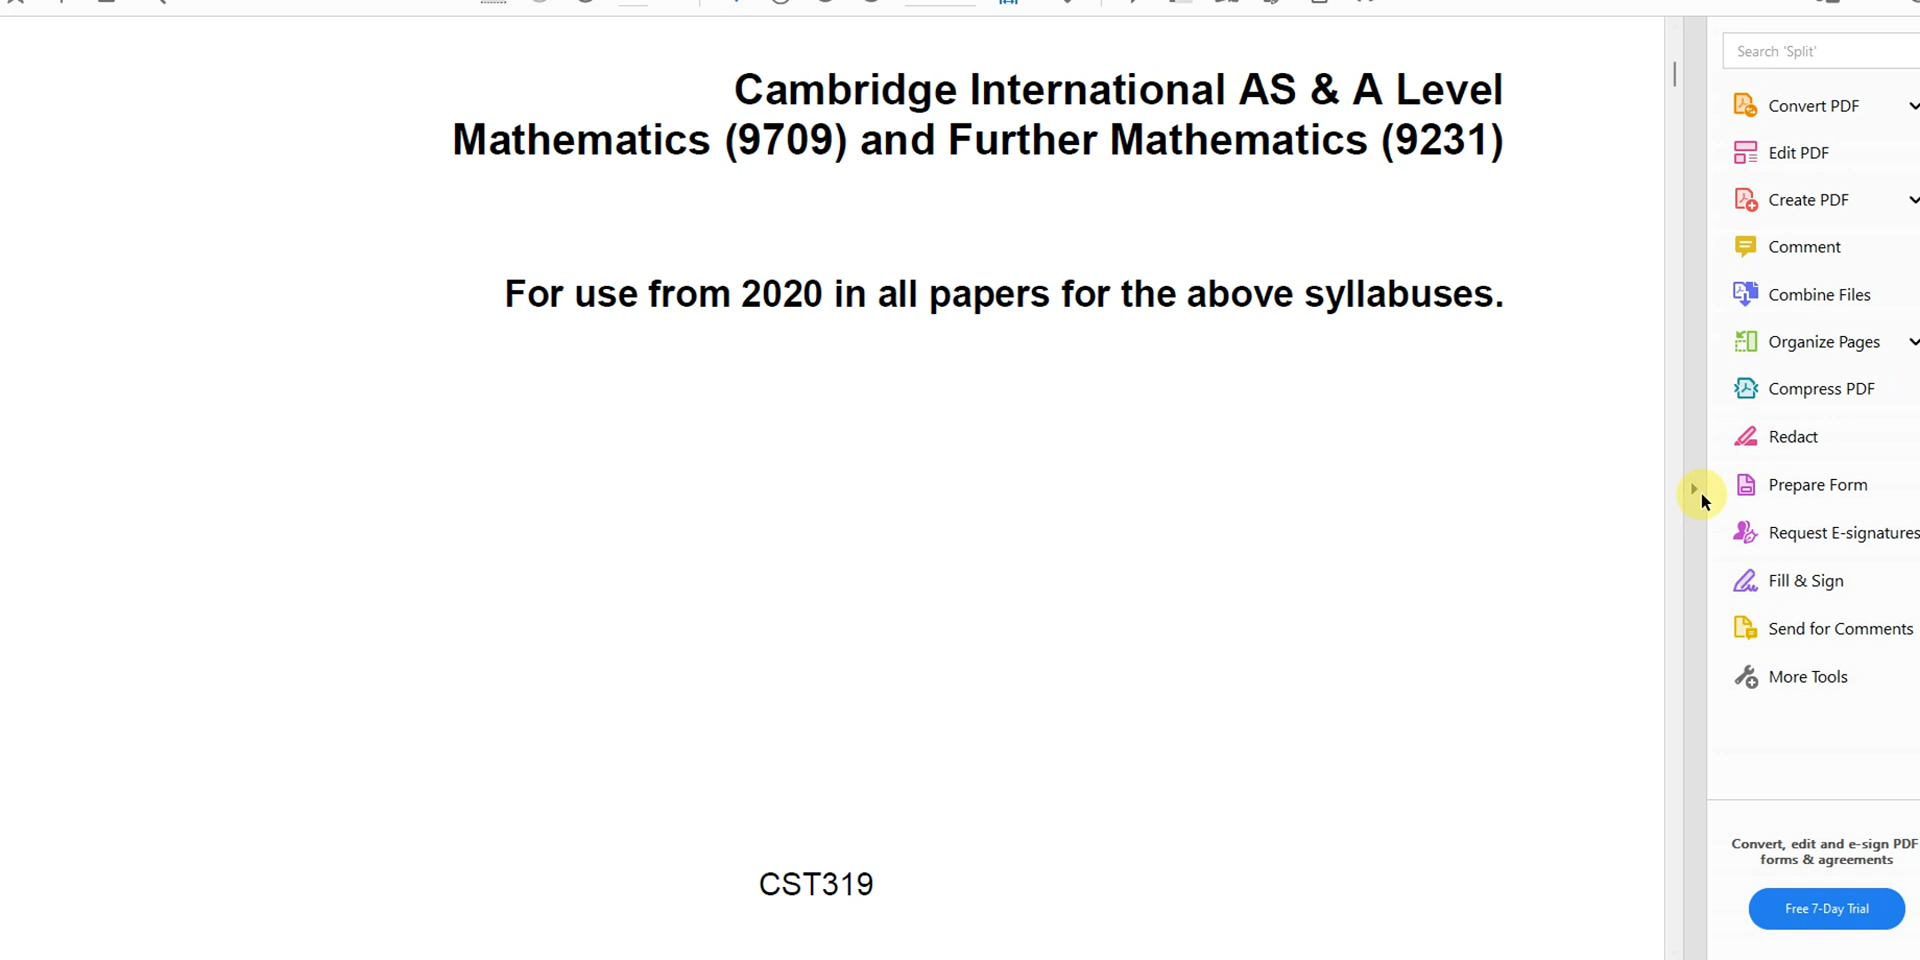 Cambridge International AS & A Level
Mathematics (9709) and Further Mathematics (9231)
For use from 2020 in all papers for the above syllabuses.
CST319
Search 'Split'
Convert PDF
Edit PDF
Create PDF
Comment
Combine Files
Organize Pages
Compress PDF
Redact
Prepare Form
Request E-signatures
Fill & Sign
Send for Comments
More Tools
Convert, edit and e-sign PDF
forms & agreements
Free 7-Day Trial